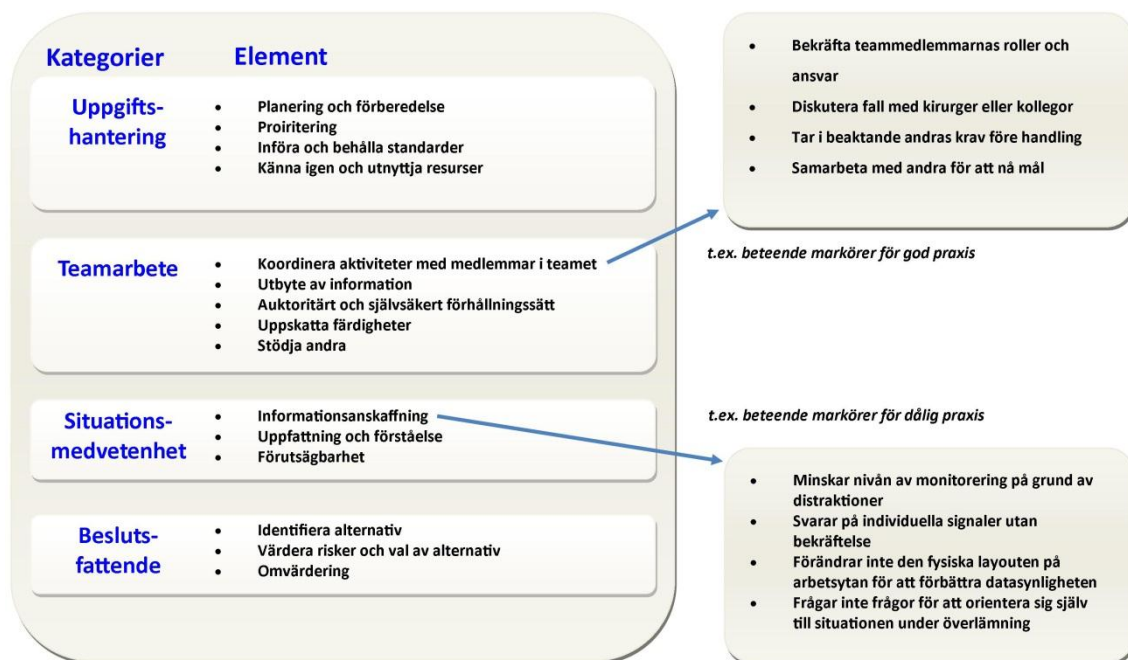 Kategorier
Element
Uppgifts-
hantering
Planering och förberedelse
Proiritering
Införa och behålla standarder
Känna igen och utnyttja resurser
Teamarbete
Koordinera aktiviteter med medlemmar i teamet
Utbyte av information
Auktoritärt och självsäkert förhållningssätt
Uppskatta färdigheter
Stödja andra
Situations-
medvetenhet
Informationsanskaffning
Uppfattning och förståelse
Förutsägbarhet
Besluts-
fattende
Identifiera alternativ
Värdera risker och val av alternativ
Omvärdering
Bekräfta teammedlemmarnas roller och
ansvar
Diskutera fall med kirurger eller kollegor
Tar i beaktande andras krav före handling
Samarbeta med andra för att nå mål
t.ex. beteende markörer för god praxis
t.ex. beteende markörer för dålig praxis
Minskar nivån av monitorering på grund av
distraktioner
Svarar på individuella signaler utan
bekräftelse
Förändrar inte den fysiska layouten på
arbetsytan för att förbättra datasynligheten
Frågar inte frågor för att orientera sig själv
till situationen under överlämning